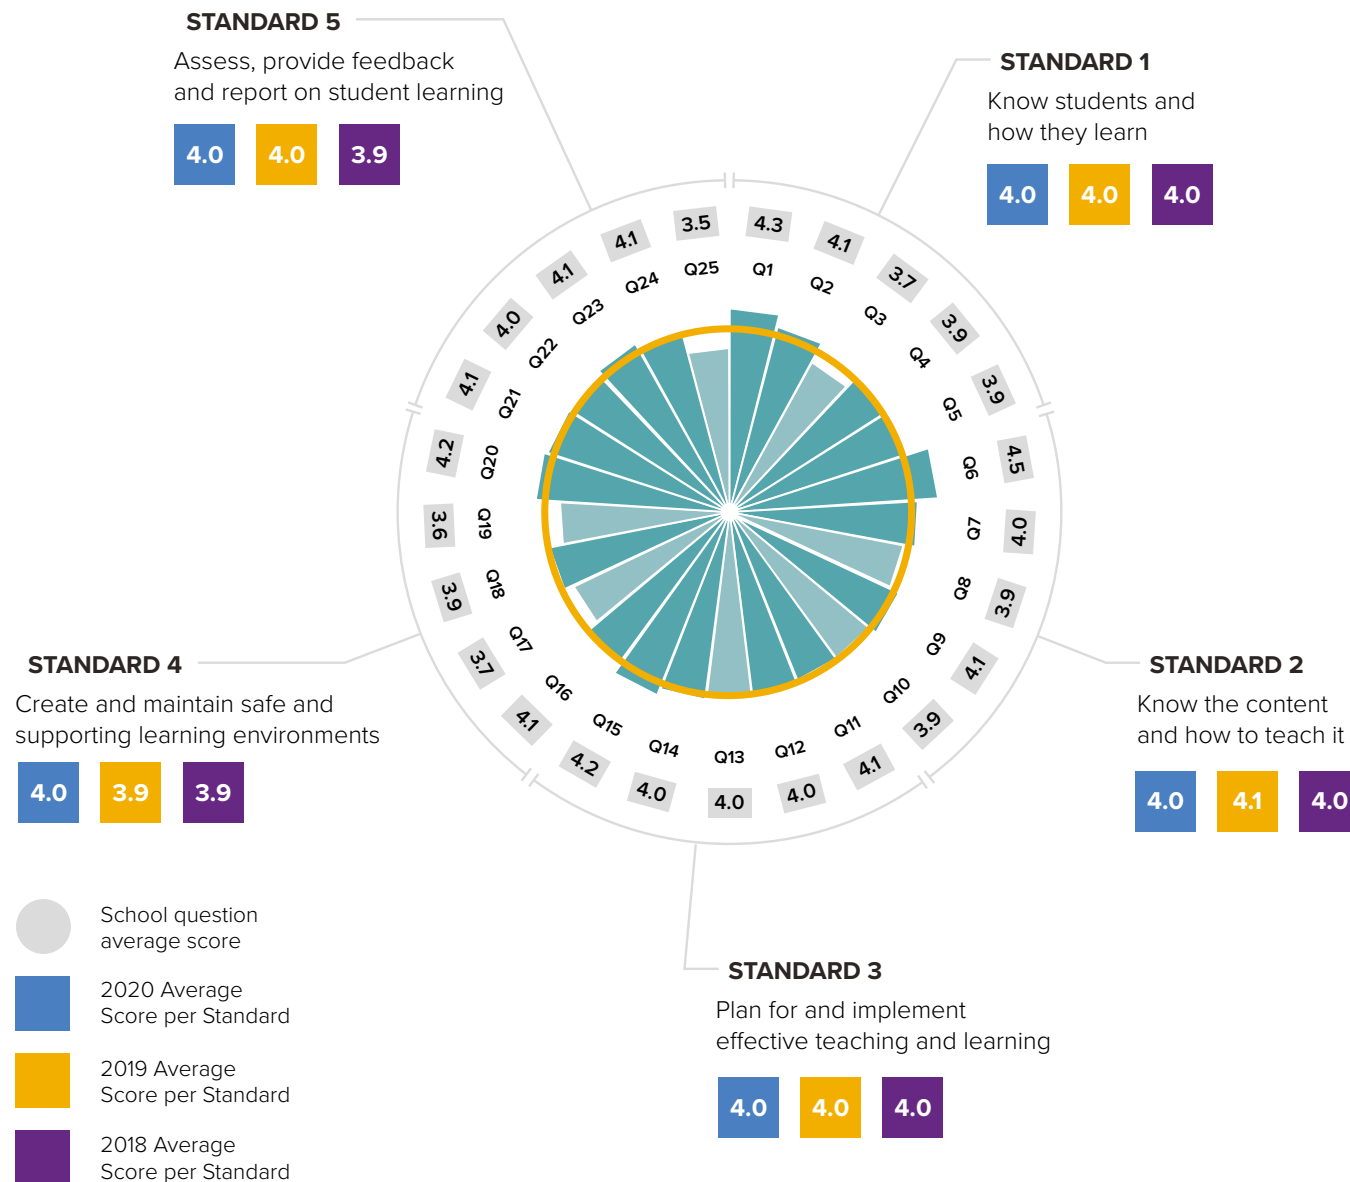 STANDARD 5
Assess, provide feedback
and report on student learning
4.0 4.0 3.9
STANDARD 1
Know students and
how they learn
4.0 4.0 4.0
4.3
4.1
3.7
3.9
3.9
4.5
4.0
3.9
4.1
3.9
4.1
4.0
4.0
4.0
4.2
4.1
3.7
3.9
3.6
4.2
4.1
4.0
4.1
4.1
3.5
Q1
Q2
Q3
Q4
Q5
Q6
Q7
Q8
Q9
Q10
Q11
Q12
Q13
Q14
Q15
Q16
Q17
Q18
Q19
Q20
Q21
Q22
Q23
Q24
Q25
STANDARD 4
Create and maintain safe and
supporting learning environments
4.0 3.9 3.9
STANDARD 2
Know the content
and how to teach it
4.0 4.1 4.0
STANDARD 3
Plan for and implement
effective teaching and learning
4.0 4.0 4.0
School question
average score
2020 Average
Score per Standard
2019 Average
Score per Standard
2018 Average
Score per Standard